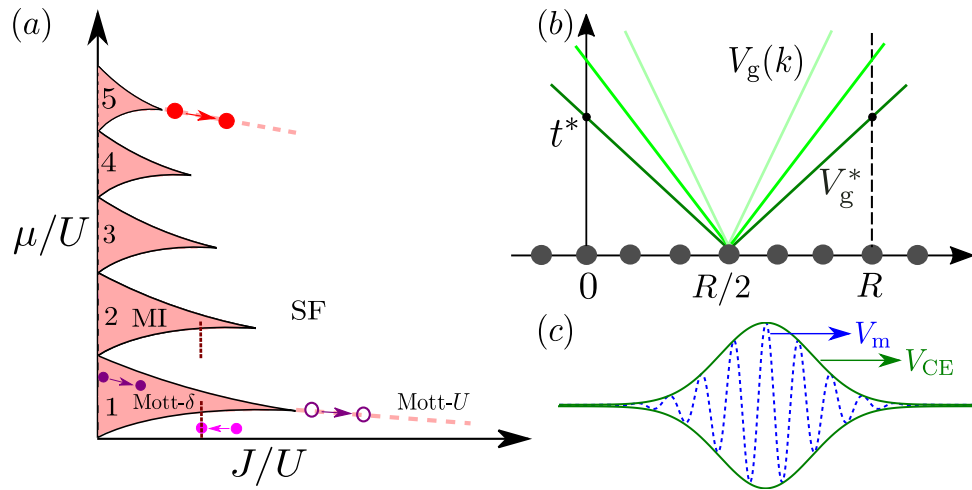 (a)
5
4
μ/U
3
2 MI
SF
1
Mott-δ
Mott-U
J/U
(b)
V_g(k)
t*
V_g^*
0
R/2
R
(c)
V_m
V_CE